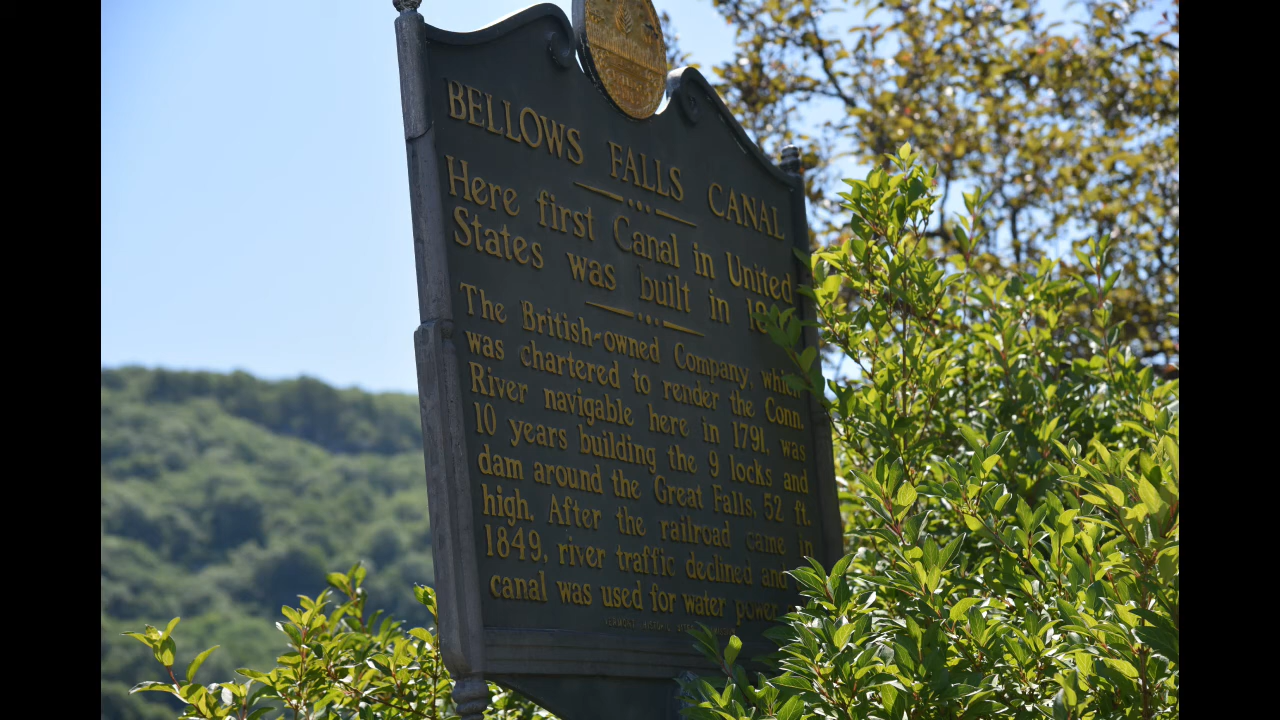 BELLOWS FALLS CANAL
Here first Canal in United
States was built in
The British-owned Company, which
was chartered to render the Conn.
River navigable here in 1791, was
10 years building the 9 locks and
dam around the Great Falls, 52 ft.
high. After the railroad came in
1849, river traffic declined and
canal was used for water power